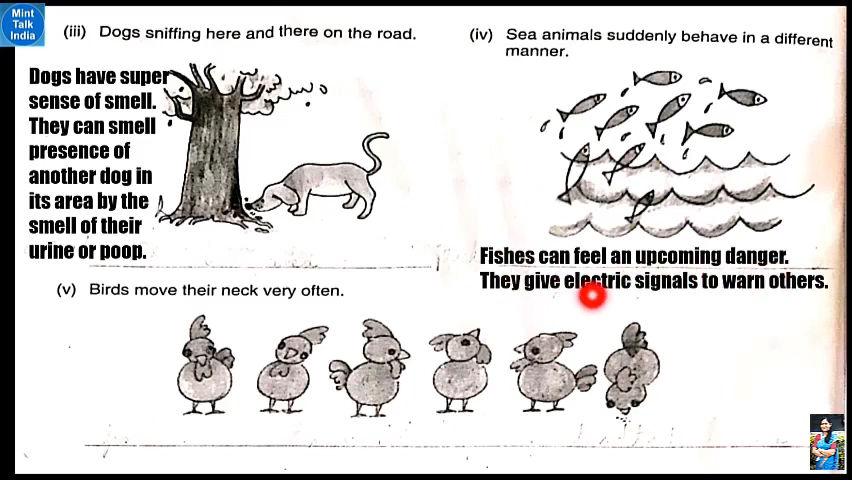 Mint
Talk
India
(iii) Dogs sniffing here and there on the road.
Dogs have super
sense of smell.
They can smell
presence of
another dog in
its area by the
smell of their
urine or poop.
(iv) Sea animals suddenly behave in a different
manner.
Fishes can feel an upcoming danger.
They give electric signals to warn others.
(v) Birds move their neck very often.